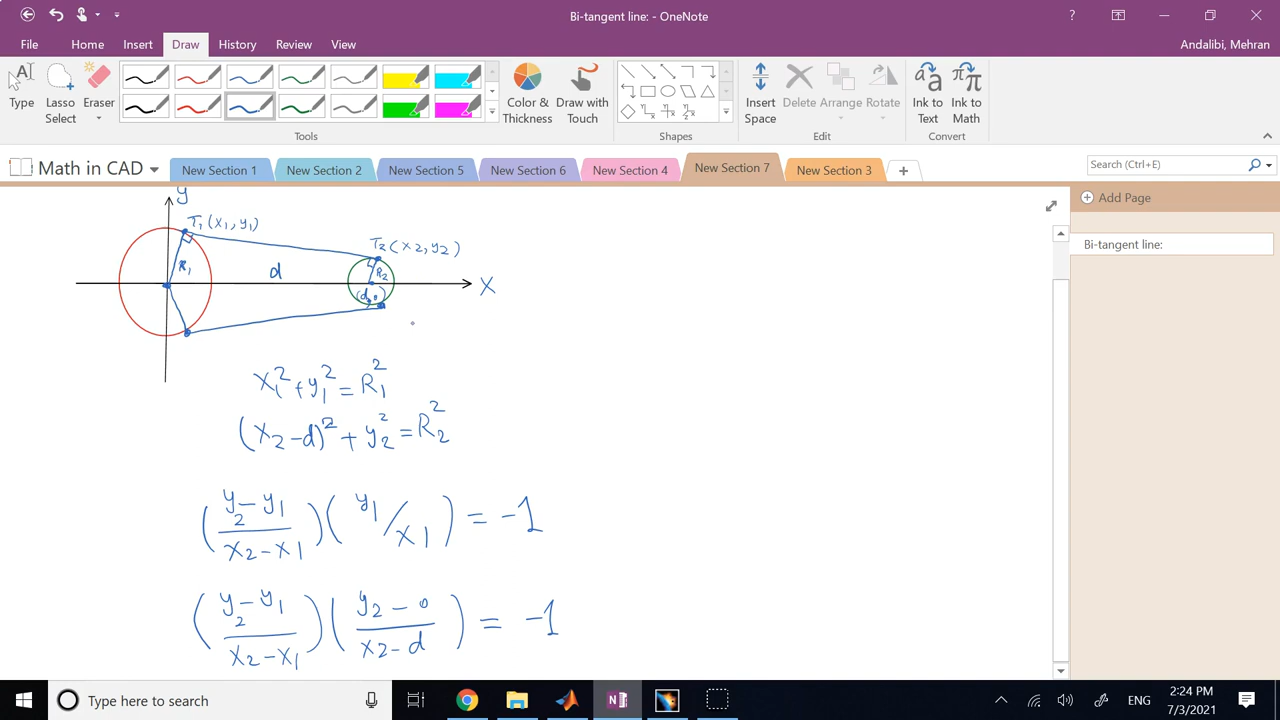 Bi-tangent line: - OneNote
File Home Insert Draw History Review View
Andalibi, Mehran
Type Lasso Select Eraser Color & Thickness Draw with Touch Insert Space Delete Arrange Rotate Ink to Text Ink to Math
Tools Shapes Edit Convert
Math in CAD New Section 1 New Section 2 New Section 5 New Section 6 New Section 4 New Section 7 New Section 3
Search (Ctrl+E)
Add Page
Bi-tangent line:
y
T₁(x₁,y₁)
T₂(x₂,y₂)
R₁ d R₂
(d,0)
X
x₁² + y₁² = R₁²
(x₂-d)² + y₂² = R₂²
(y₂-y₁ / x₂-x₁)(y₁/x₁) = -1
(y₂-y₁ / x₂-x₁)(y₂-0 / x₂-d) = -1
Type here to search
ENG
2:24 PM
7/3/2021